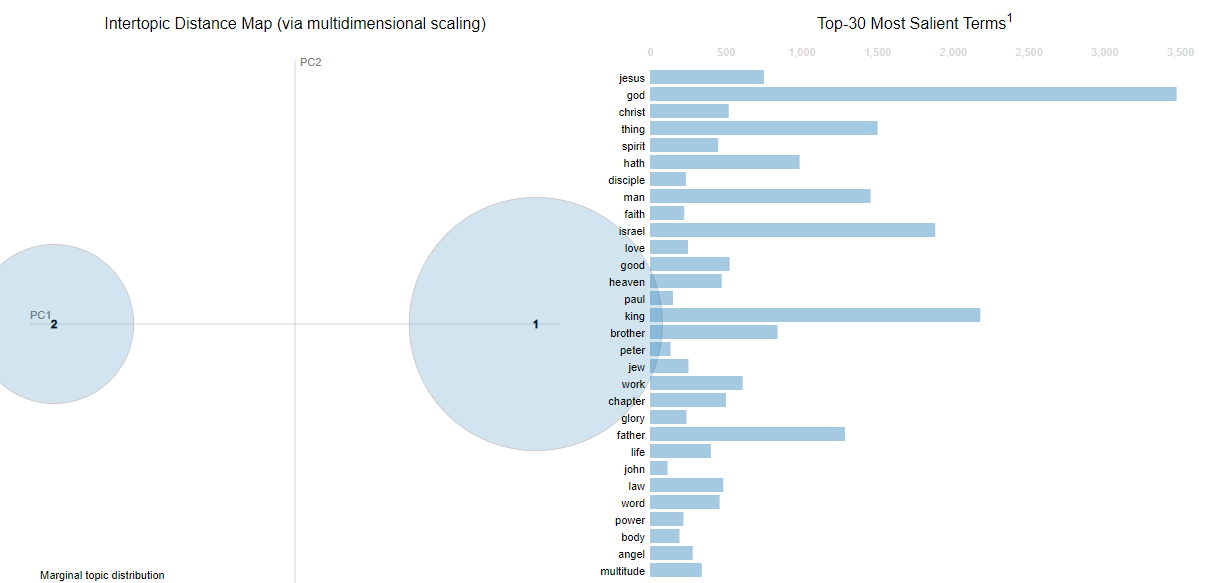 Intertopic Distance Map (via multidimensional scaling)
PC2
PC1
2
1
Marginal topic distribution
Top-30 Most Salient Terms1
0 500 1,000 1,500 2,000 2,500 3,000 3,500
jesus
god
christ
thing
spirit
hath
disciple
man
faith
israel
love
good
heaven
paul
king
brother
peter
jew
work
chapter
glory
father
life
john
law
word
power
body
angel
multitude